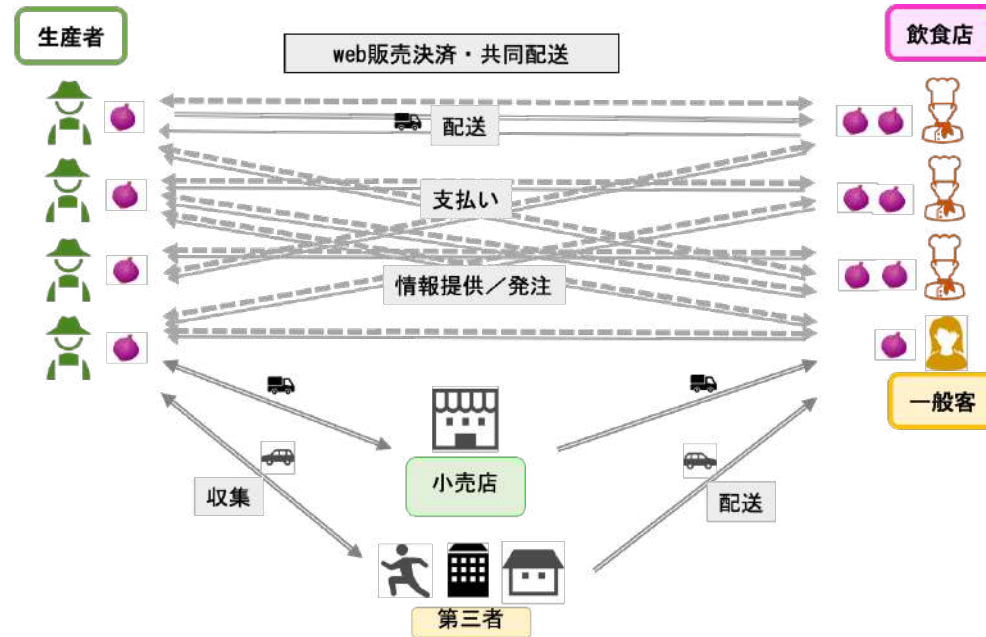 生産者
飲食店
web販売決済・共同配送
配送
支払い
情報提供／発注
一般客
小売店
収集
配送
第三者